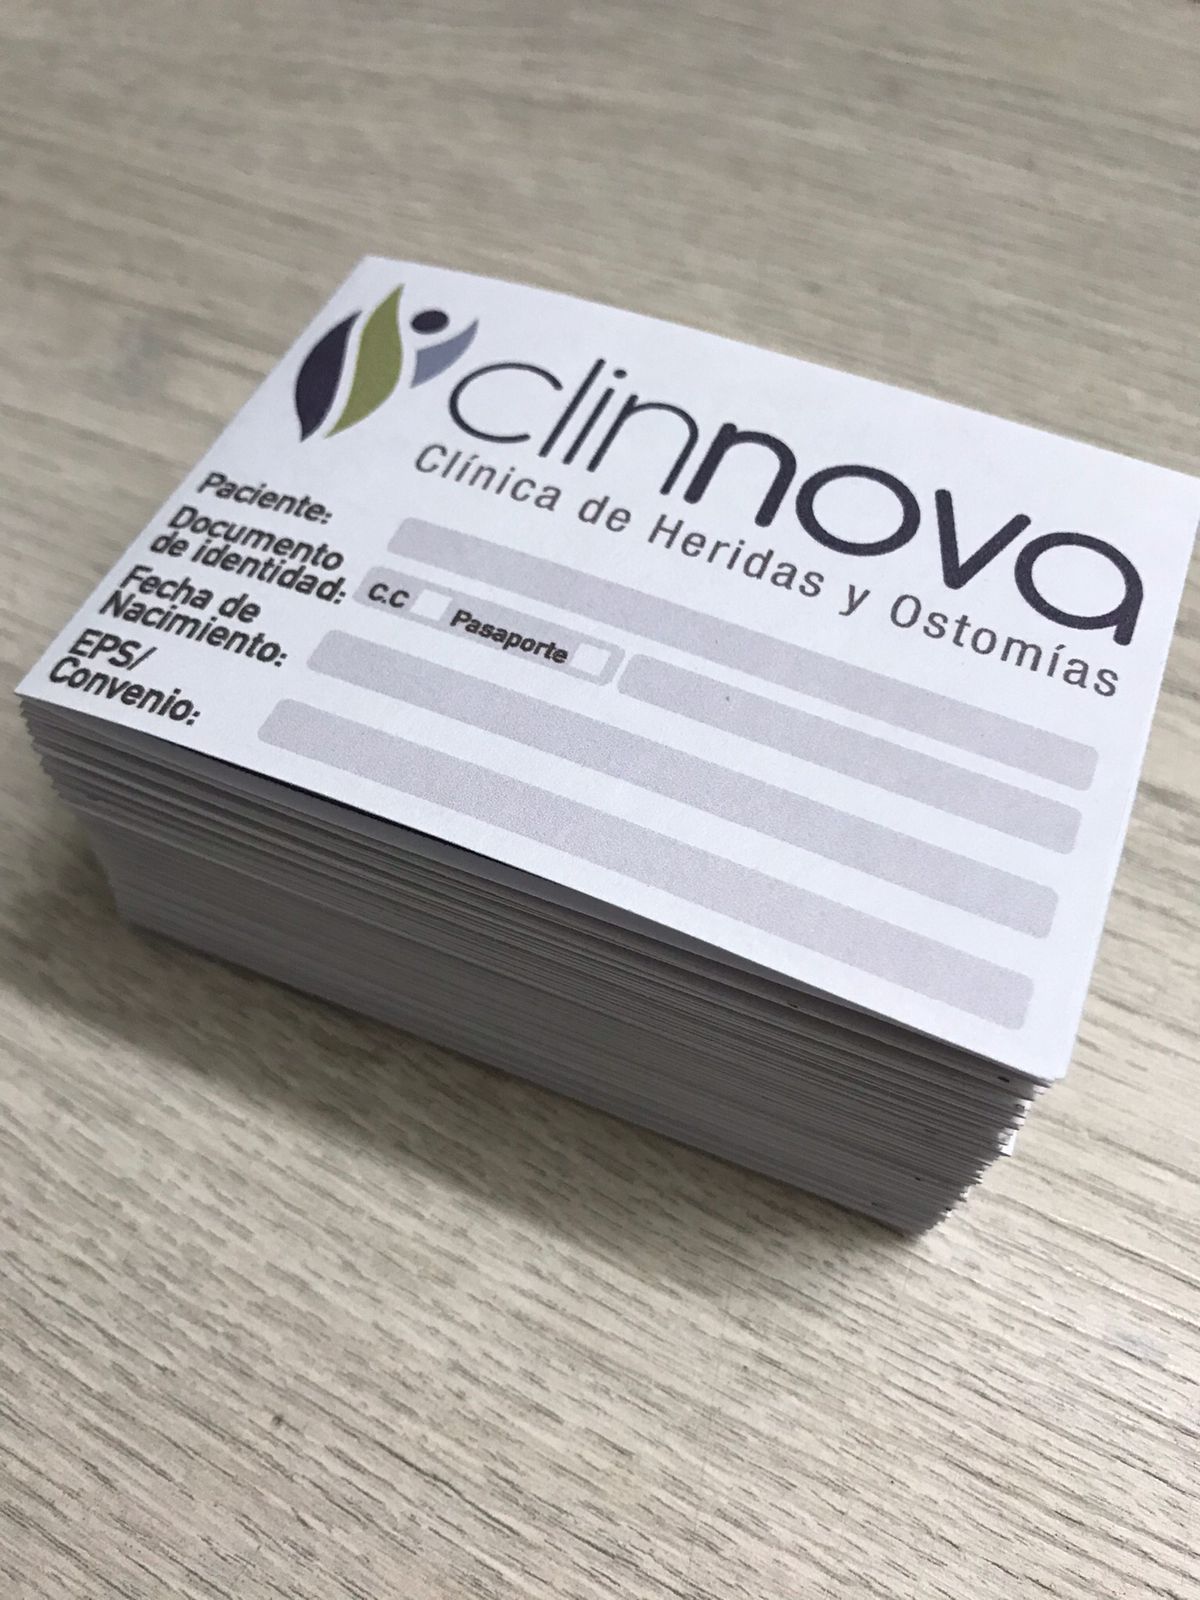 clinnova
Clínica de Heridas y Ostomías
Paciente:
Documento
de identidad:
C.C
Pasaporte
Fecha de
Nacimiento:
EPS/
Convenio: